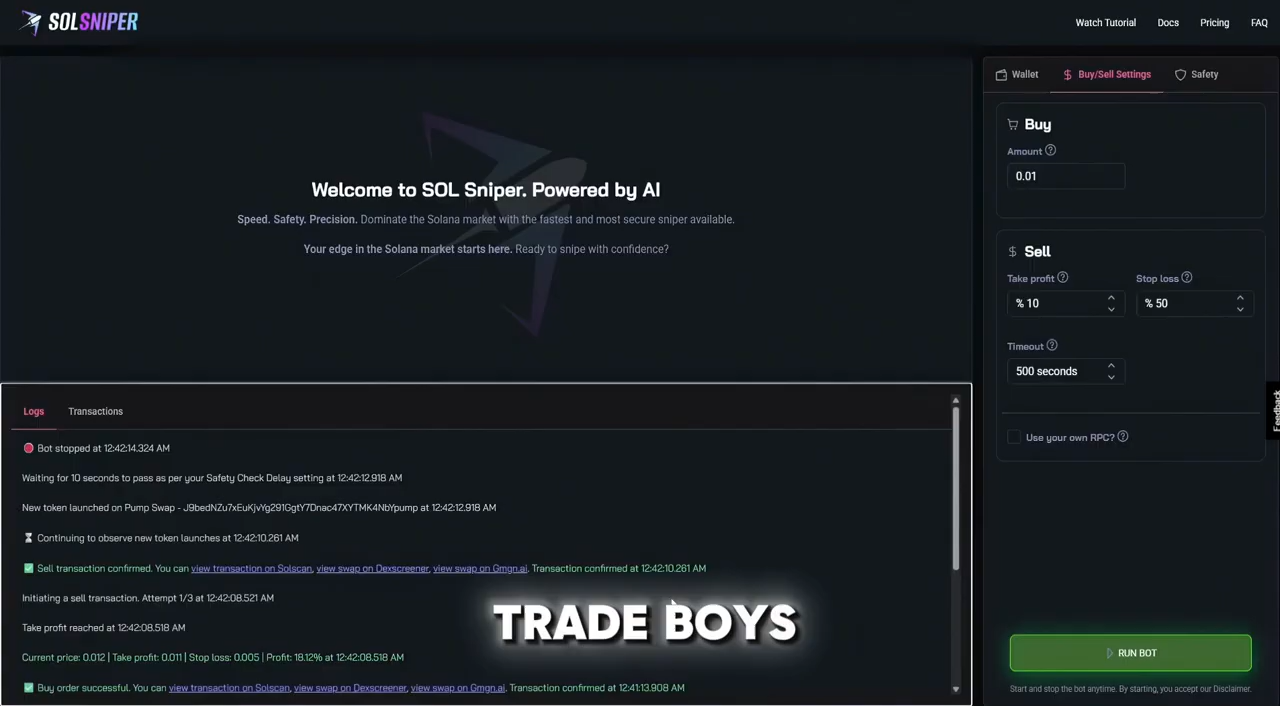 SOLSNIPER
Watch Tutorial
Docs
Pricing
FAQ
Welcome to SOL Sniper. Powered by AI
Speed. Safety. Precision. Dominate the Solana market with the fastest and most secure sniper available.
Your edge in the Solana market starts here. Ready to snipe with confidence?
Wallet
Buy/Sell Settings
Safety
Buy
Amount
0.01
Sell
Take profit
Stop loss
% 10
% 50
Timeout
500 seconds
Use your own RPC?
Feedback
RUN BOT
Start and stop the bot anytime. By starting, you accept our Disclaimer.
Logs
Transactions
Bot stopped at 12:42:14.324 AM
Waiting for 10 seconds to pass as per your Safety Check Delay setting at 12:42:12.918 AM
New token launched on Pump Swap - J9bedNZu7xEuKjvYg291GgtY7Dnac47XYTMK4NbYpump at 12:42:12.918 AM
Continuing to observe new token launches at 12:42:10.261 AM
Sell transaction confirmed. You can view transaction on Solscan, view swap on Dexscreener, view swap on Gmgn.ai. Transaction confirmed at 12:42:10.261 AM
Initiating a sell transaction. Attempt 1/3 at 12:42:08.521 AM
Take profit reached at 12:42:08.518 AM
Current price: 0.012 | Take profit: 0.011 | Stop loss: 0.005 | Profit: 18.12% at 12:42:08.518 AM
Buy order successful. You can view transaction on Solscan, view swap on Dexscreener, view swap on Gmgn.ai. Transaction confirmed at 12:41:13.908 AM
TRADE BOYS